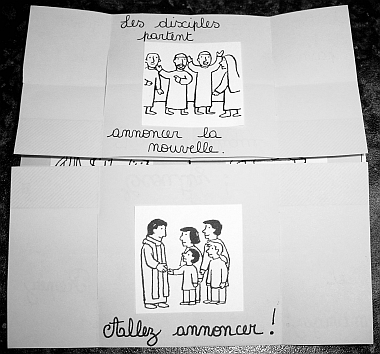 Les disciples
partent
annoncer la
nouvelle.
Allez annoncer !